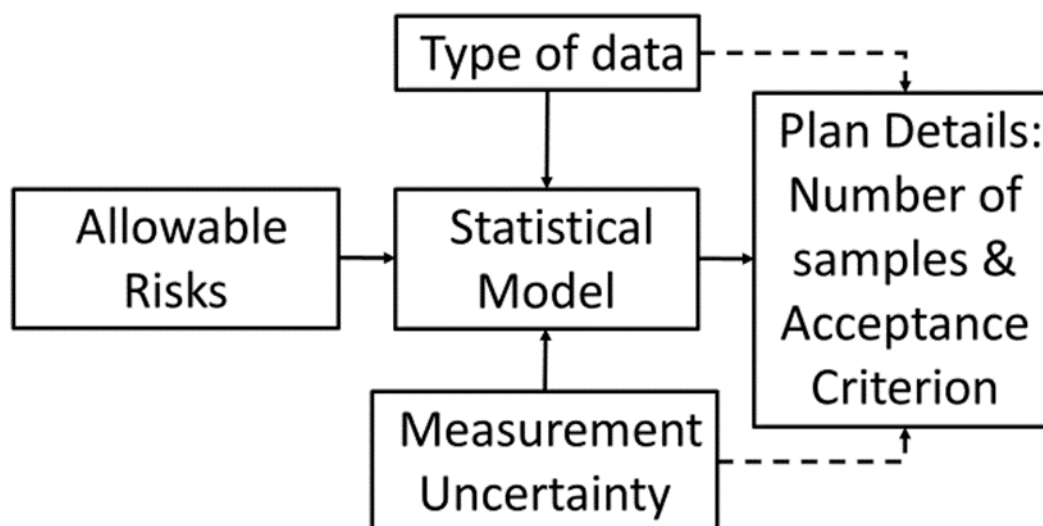 Type of data
Allowable
Risks
Statistical
Model
Plan Details:
Number of
samples &
Acceptance
Criterion
Measurement
Uncertainty